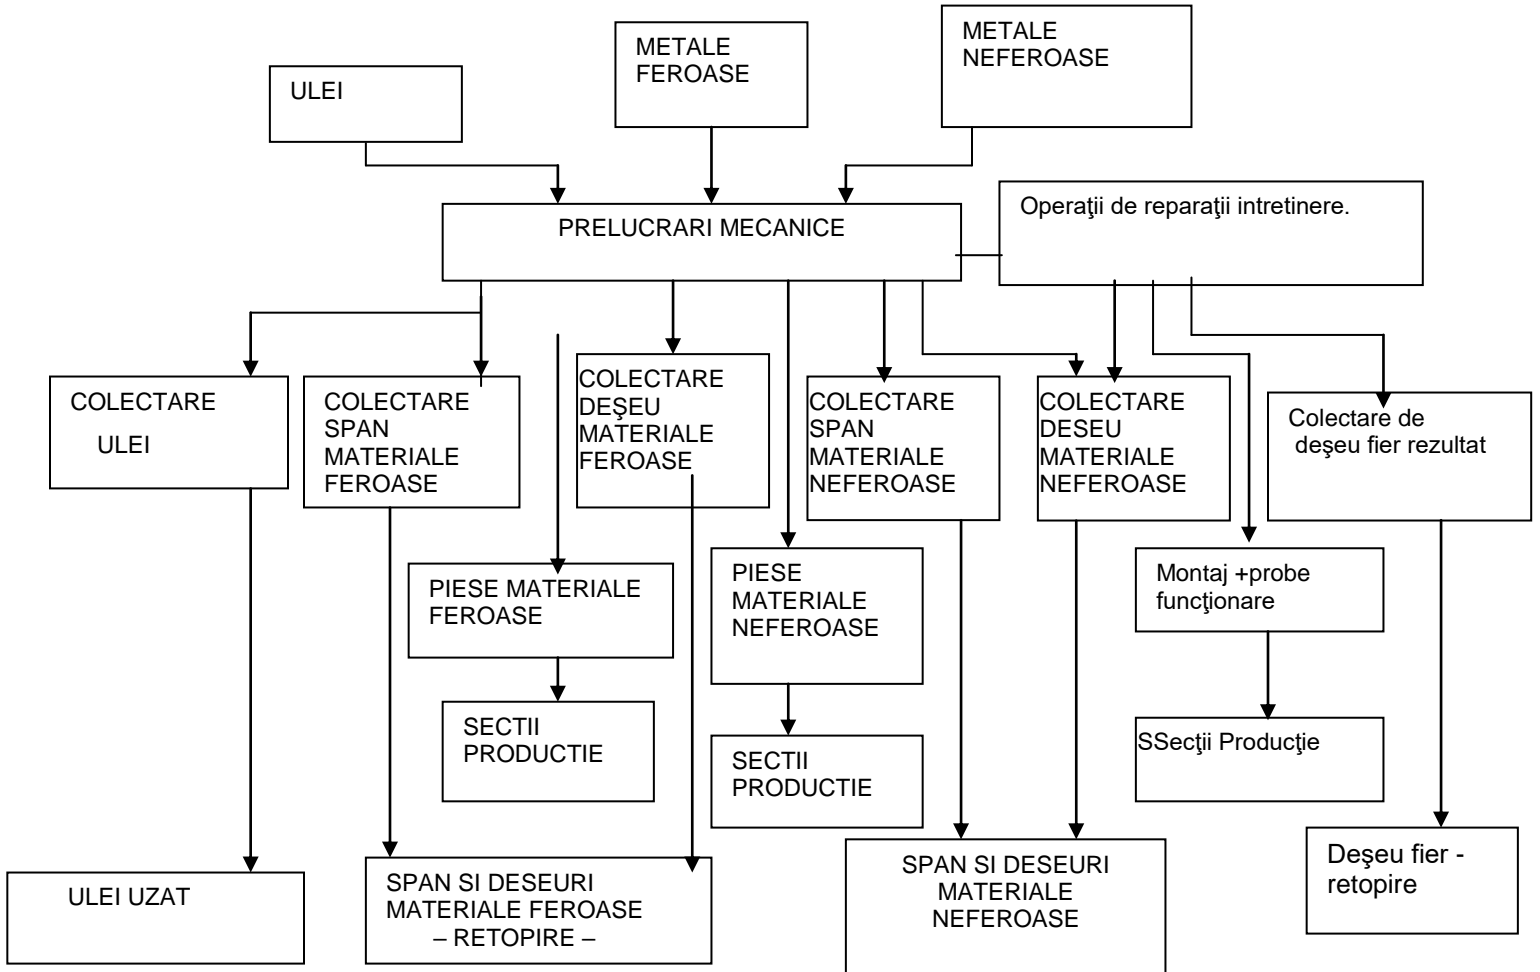 ULEI
METALE
FEROASE
METALE
NEFEROASE
PRELUCRARI MECANICE
Operaţii de reparaţii intretinere.
COLECTARE
ULEI
COLECTARE
SPAN
MATERIALE
FEROASE
COLECTARE
DEŞEU
MATERIALE
FEROASE
COLECTARE
SPAN
MATERIALE
NEFEROASE
COLECTARE
DESEU
MATERIALE
NEFEROASE
Colectare de
deşeu fier rezultat
PIESE MATERIALE
FEROASE
PIESE
MATERIALE
NEFEROASE
Montaj +probe
funcţionare
SECTII
PRODUCTIE
SECTII
PRODUCTIE
SSecţii Producţie
ULEI UZAT
SPAN SI DESEURI
MATERIALE FEROASE
– RETOPIRE –
SPAN SI DESEURI
MATERIALE
NEFEROASE
Deşeu fier -
retopire